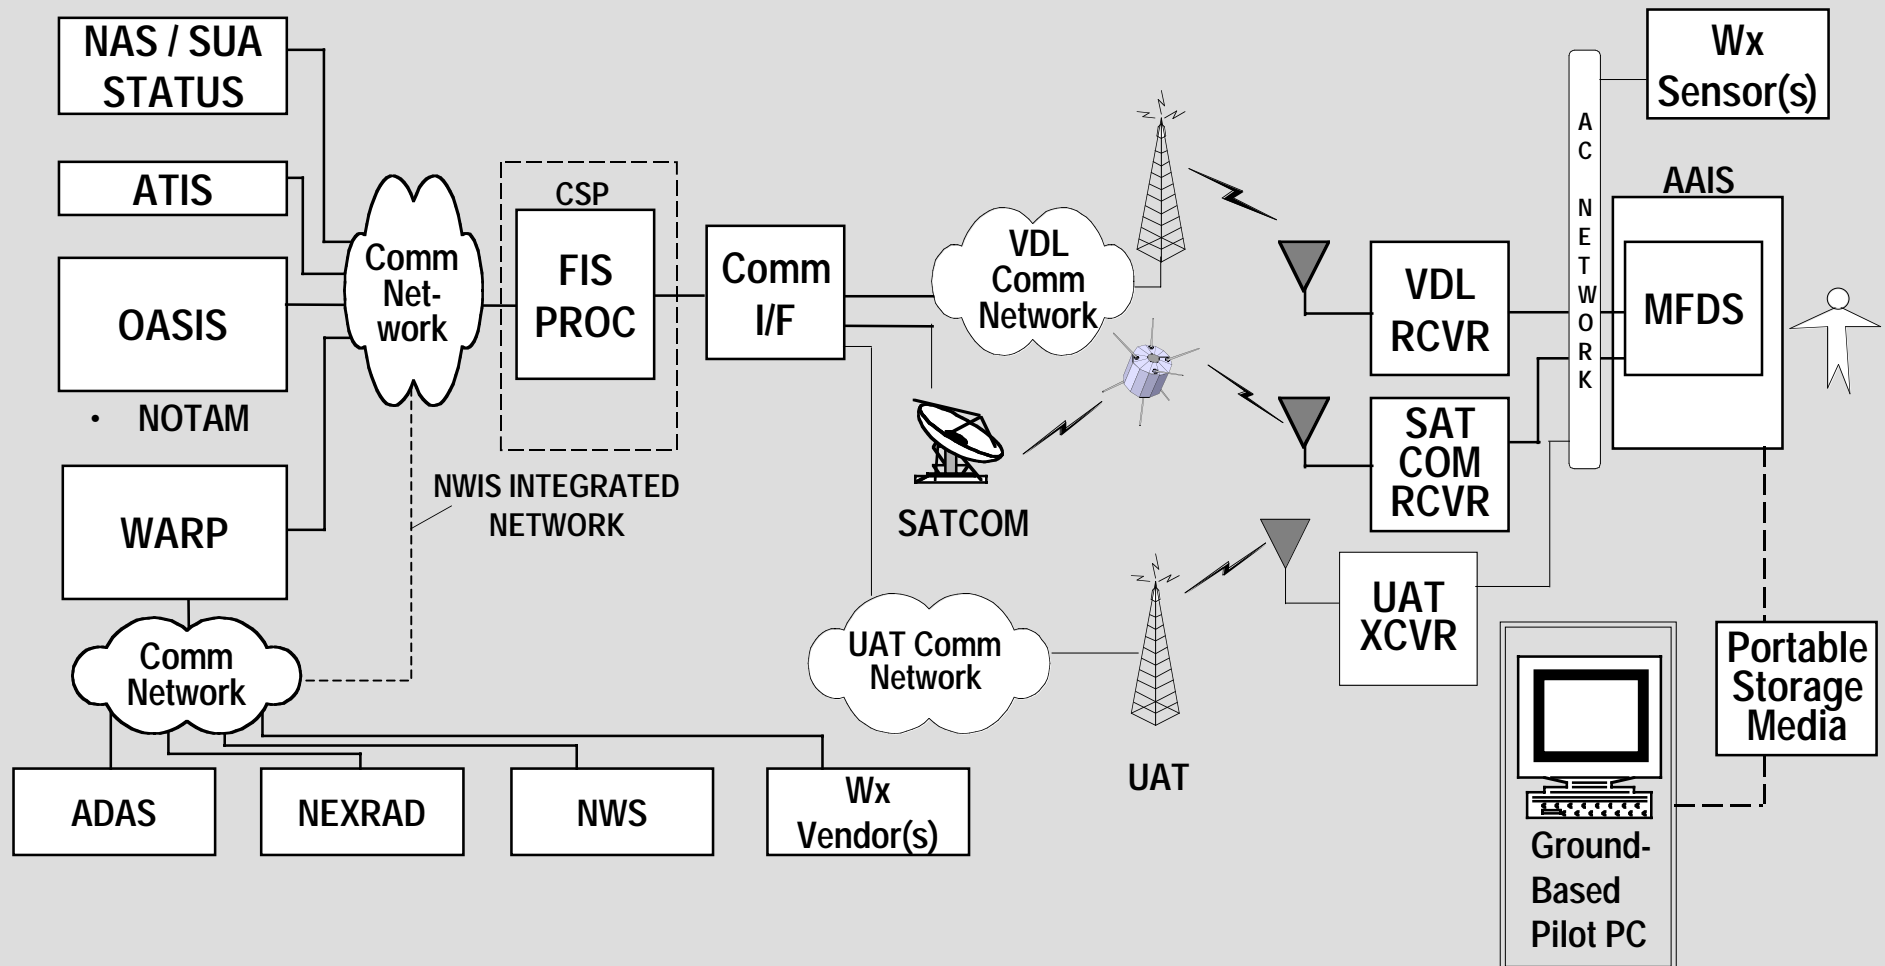 NAS / SUA
STATUS
ATIS
OASIS
• NOTAM
WARP
Comm
Network
ADAS
NEXRAD
NWS
Wx
Vendor(s)
Comm
Net-
work
NWIS INTEGRATED
NETWORK
CSP
FIS
PROC
Comm
I/F
VDL
Comm
Network
SATCOM
UAT Comm
Network
UAT
VDL
RCVR
SAT
COM
RCVR
UAT
XCVR
AC NETWORK
Wx
Sensor(s)
AAIS
MFDS
Portable
Storage
Media
Ground-
Based
Pilot PC